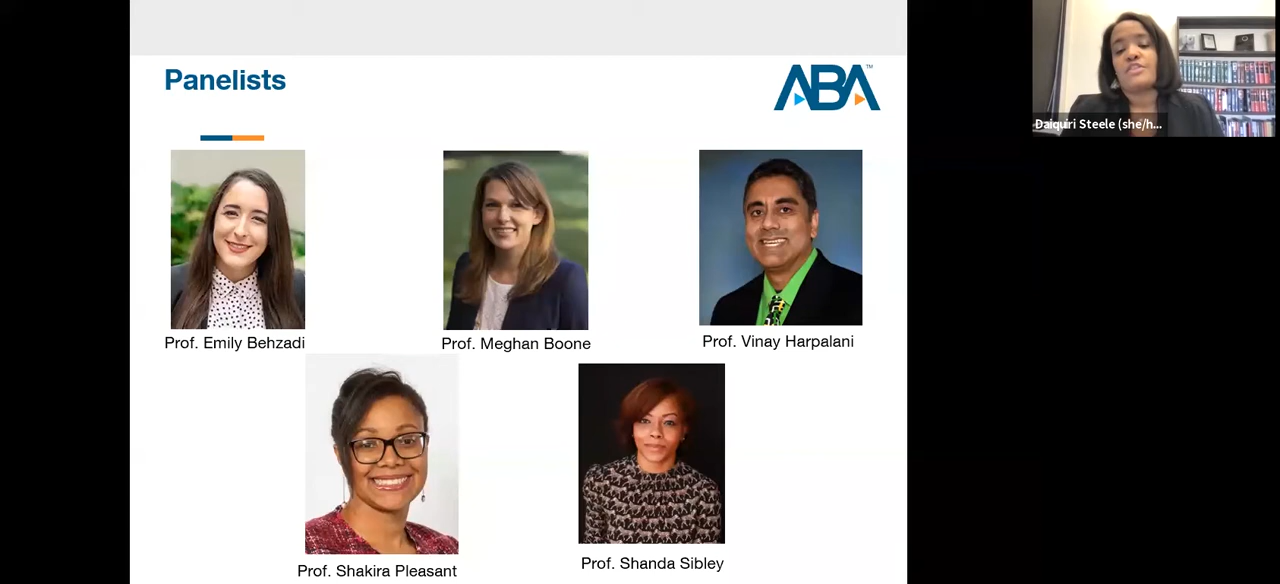 Panelists
ABA™
Daiquiri Steele (she/h...
Prof. Emily Behzadi
Prof. Meghan Boone
Prof. Vinay Harpalani
Prof. Shakira Pleasant
Prof. Shanda Sibley